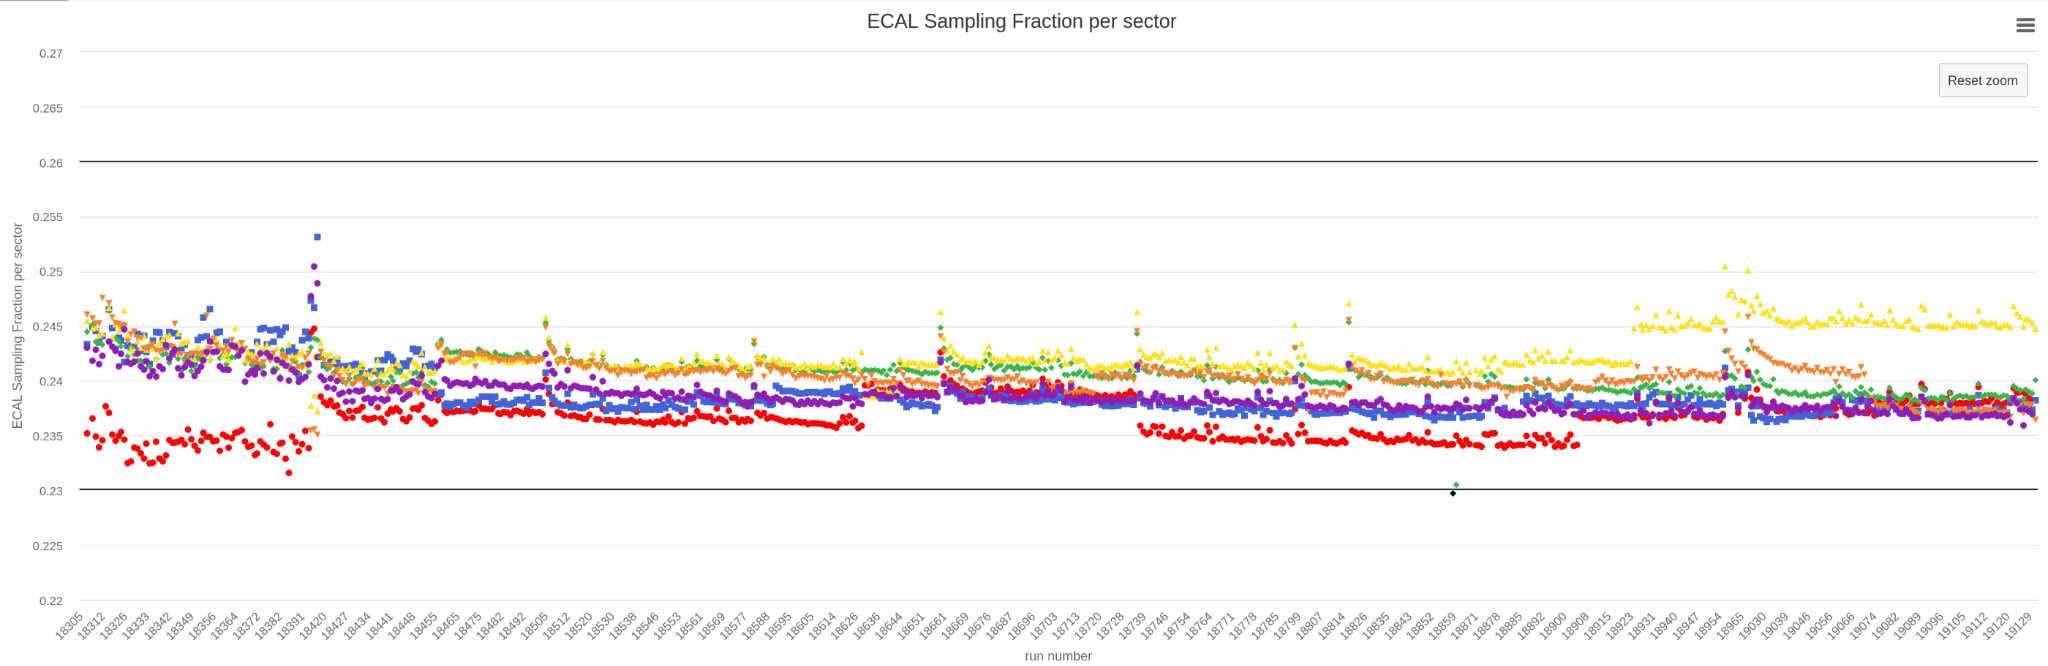 ECAL Sampling Fraction per sector
Reset zoom
ECAL Sampling Fraction per sector
0.27
0.265
0.26
0.255
0.25
0.245
0.24
0.235
0.23
0.225
0.22
18305 18312 18326 18333 18342 18349 18356 18364 18372 18382 18391 18420 18427 18434 18441 18448 18455 18465 18475 18482 18492 18505 18512 18520 18530 18538 18546 18553 18561 18569 18577 18588 18595 18605 18614 18626 18636 18644 18651 18661 18669 18676 18687 18696 18703 18713 18720 18728 18739 18746 18754 18764 18771 18778 18785 18799 18807 18814 18826 18835 18843 18852 18859 18871 18878 18885 18892 18900 18908 18915 18923 18931 18940 18947 18954 18965 19030 19039 19046 19056 19066 19074 19082 19089 19096 19105 19112 19120 19129
run number